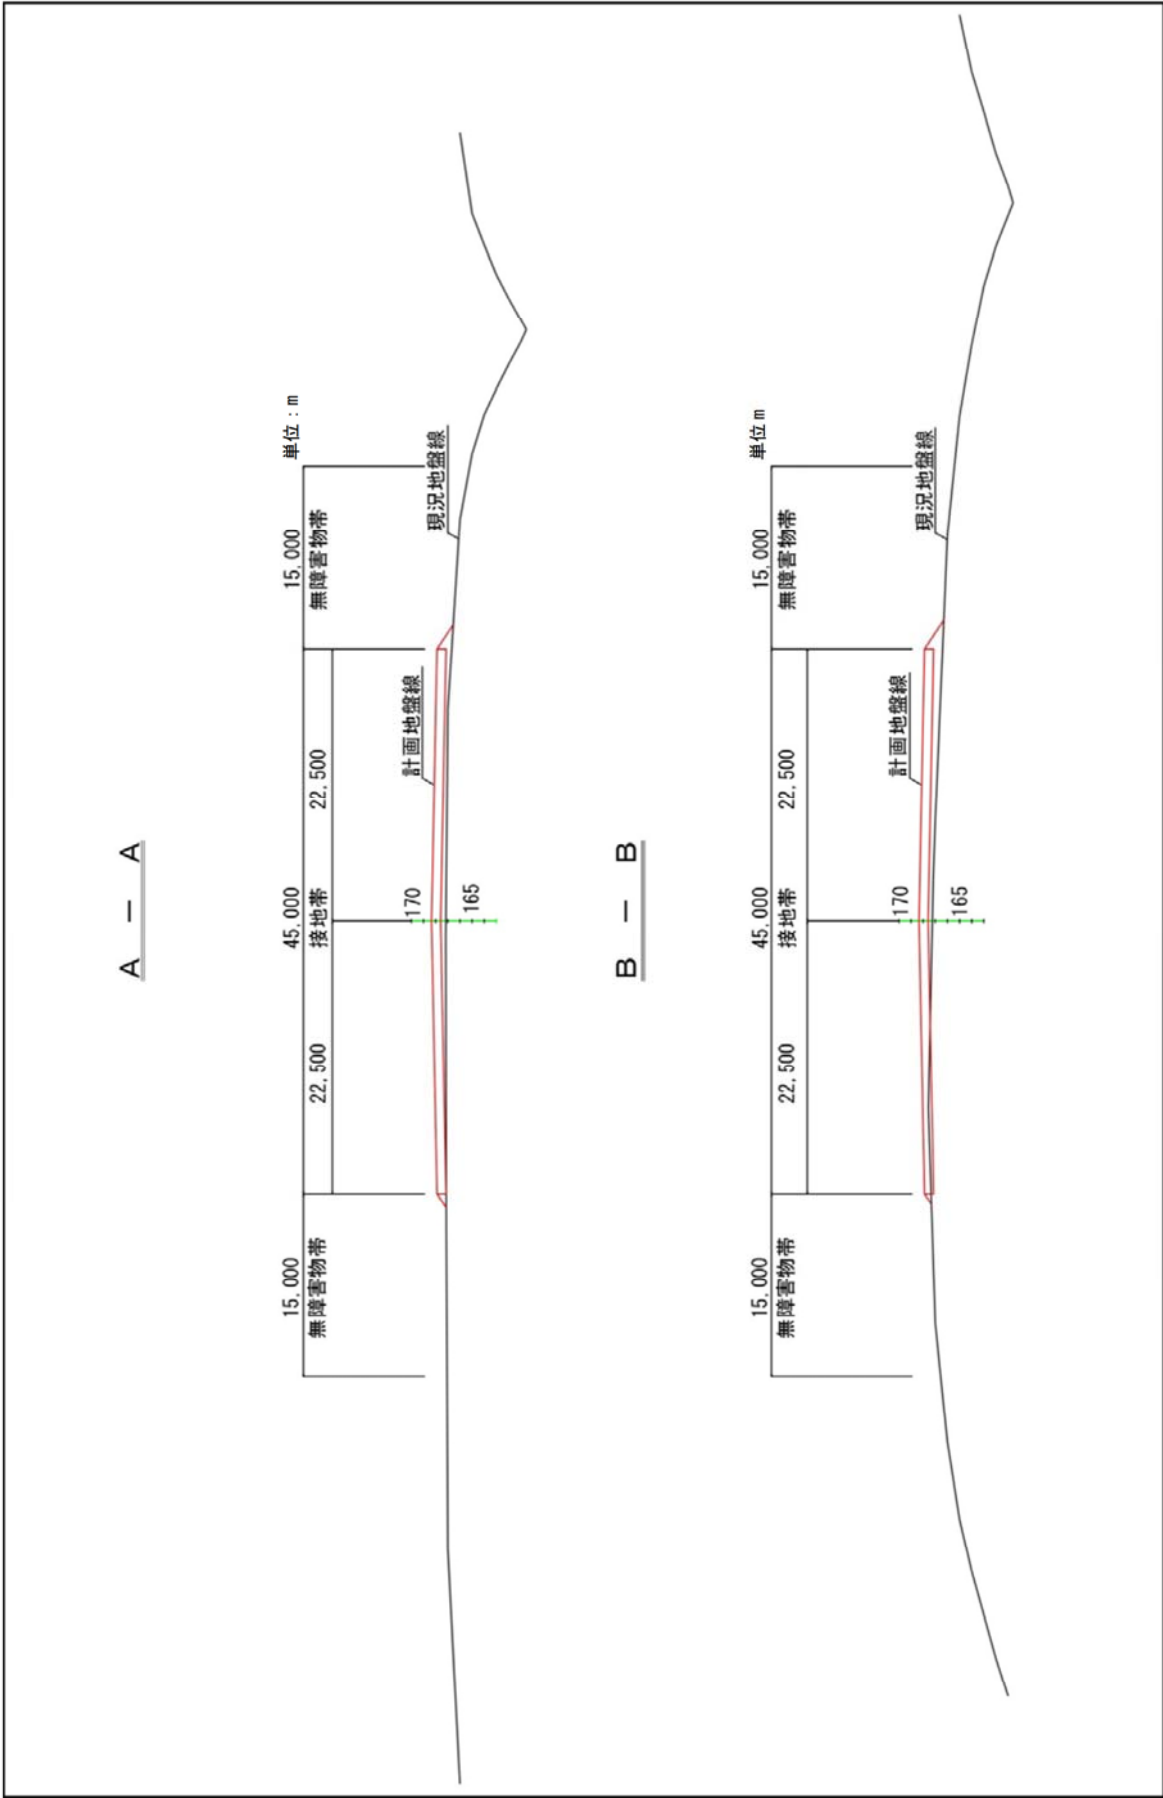 A — A
単位：m
15,000
45,000
15,000
無障害物帯
接地帯
無障害物帯
22,500
22,500
計画地盤線
現況地盤線
170
165
B — B
単位m
15,000
45,000
15,000
無障害物帯
接地帯
無障害物帯
22,500
22,500
計画地盤線
現況地盤線
170
165